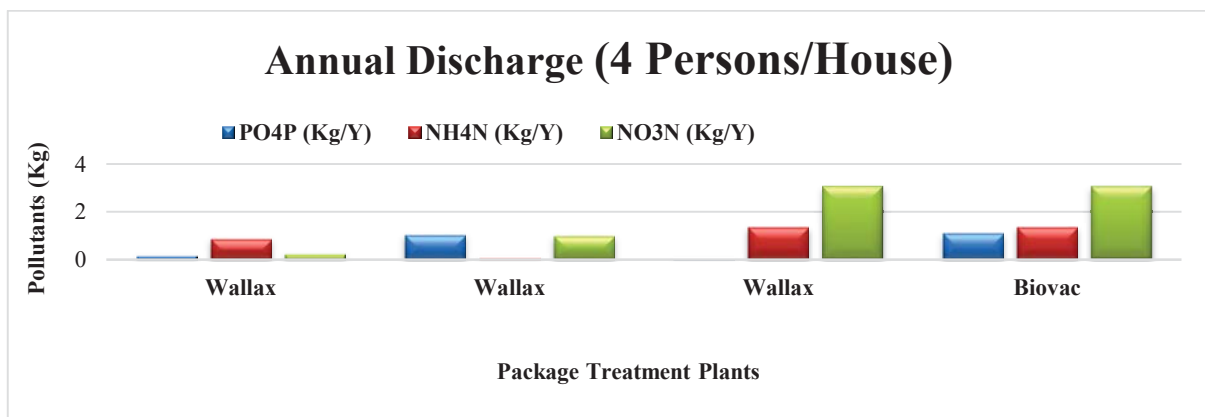 Annual Discharge (4 Persons/House)
PO4P (Kg/Y) NH4N (Kg/Y) NO3N (Kg/Y)
Pollutants (Kg)
4
2
0
Wallax Wallax Wallax Biovac
Package Treatment Plants